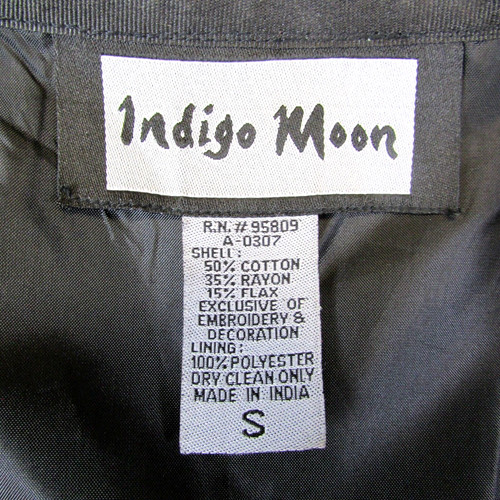 Indigo Moon
R.N.# 95809
A-0307
SHELL:
50% COTTON
35% RAYON
15% FLAX
EXCLUSIVE OF
EMBROIDERY &
DECORATION
LINING:
100% POLYESTER
DRY CLEAN ONLY
MADE IN INDIA
S